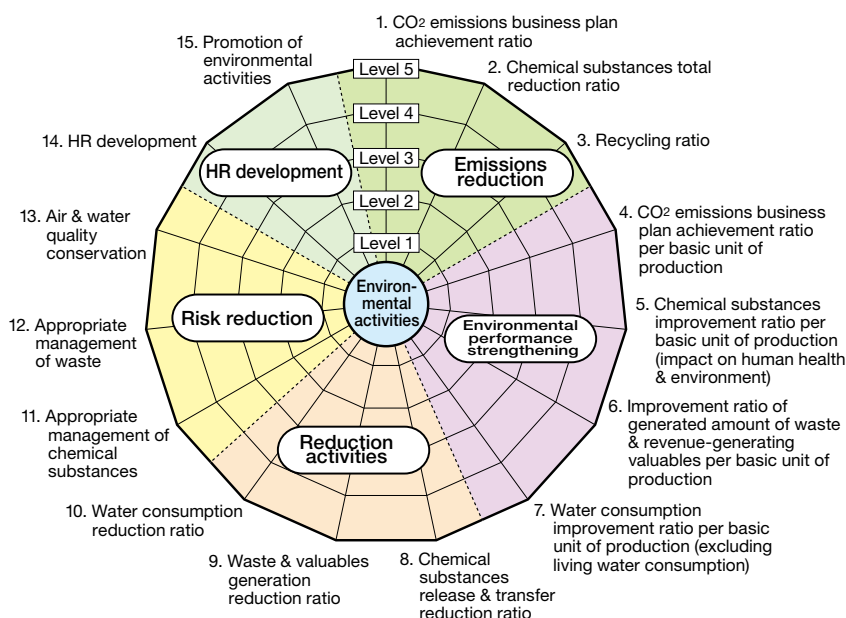 1. CO2 emissions business plan
achievement ratio
2. Chemical substances total
reduction ratio
3. Recycling ratio
4. CO2 emissions business
plan achievement ratio
per basic unit of
production
5. Chemical substances
improvement ratio per
basic unit of production
(impact on human health
& environment)
6. Improvement ratio of
generated amount of waste
& revenue-generating
valuables per basic unit of
production
7. Water consumption
improvement ratio per basic
unit of production (excluding
living water consumption)
8. Chemical
substances
release & transfer
reduction ratio
9. Waste & valuables
generation
reduction ratio
10. Water consumption
reduction ratio
11. Appropriate
management of
chemical
substances
12. Appropriate
management
of waste
13. Air & water
quality
conservation
14. HR development
15. Promotion of
environmental
activities
Level 5
Level 4
Level 3
Level 2
Level 1
HR development
Emissions
reduction
Environ-
mental
activities
Risk reduction
Environmental
performance
strengthening
Reduction
activities